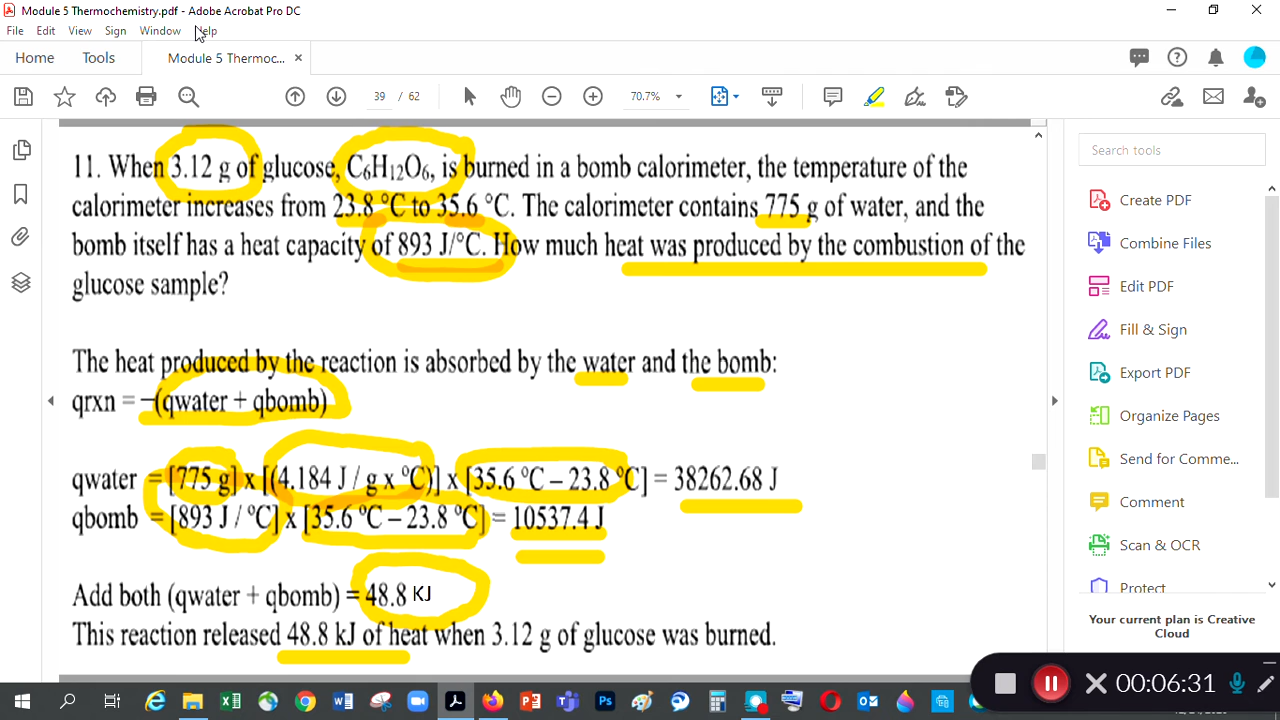 Module 5 Thermochemistry.pdf - Adobe Acrobat Pro DC
File Edit View Sign Window Help
Home Tools Module 5 Thermoc... ×
39 / 62 70.7%
11. When 3.12 g of glucose, C₆H₁₂O₆, is burned in a bomb calorimeter, the temperature of the
calorimeter increases from 23.8 °C to 35.6 °C. The calorimeter contains 775 g of water, and the
bomb itself has a heat capacity of 893 J/°C. How much heat was produced by the combustion of the
glucose sample?
The heat produced by the reaction is absorbed by the water and the bomb:
qrxn = –(qwater + qbomb)
qwater = [775 g] x [(4.184 J / g x ºC)] x [35.6 ºC – 23.8 ºC] = 38262.68 J
qbomb = [893 J / ºC] x [35.6 ºC – 23.8 ºC] = 10537.4 J
Add both (qwater + qbomb) = 48.8 KJ
This reaction released 48.8 kJ of heat when 3.12 g of glucose was burned.
Search tools
Create PDF
Combine Files
Edit PDF
Fill & Sign
Export PDF
Organize Pages
Send for Comme...
Comment
Scan & OCR
Protect
Your current plan is Creative
Cloud
00:06:31